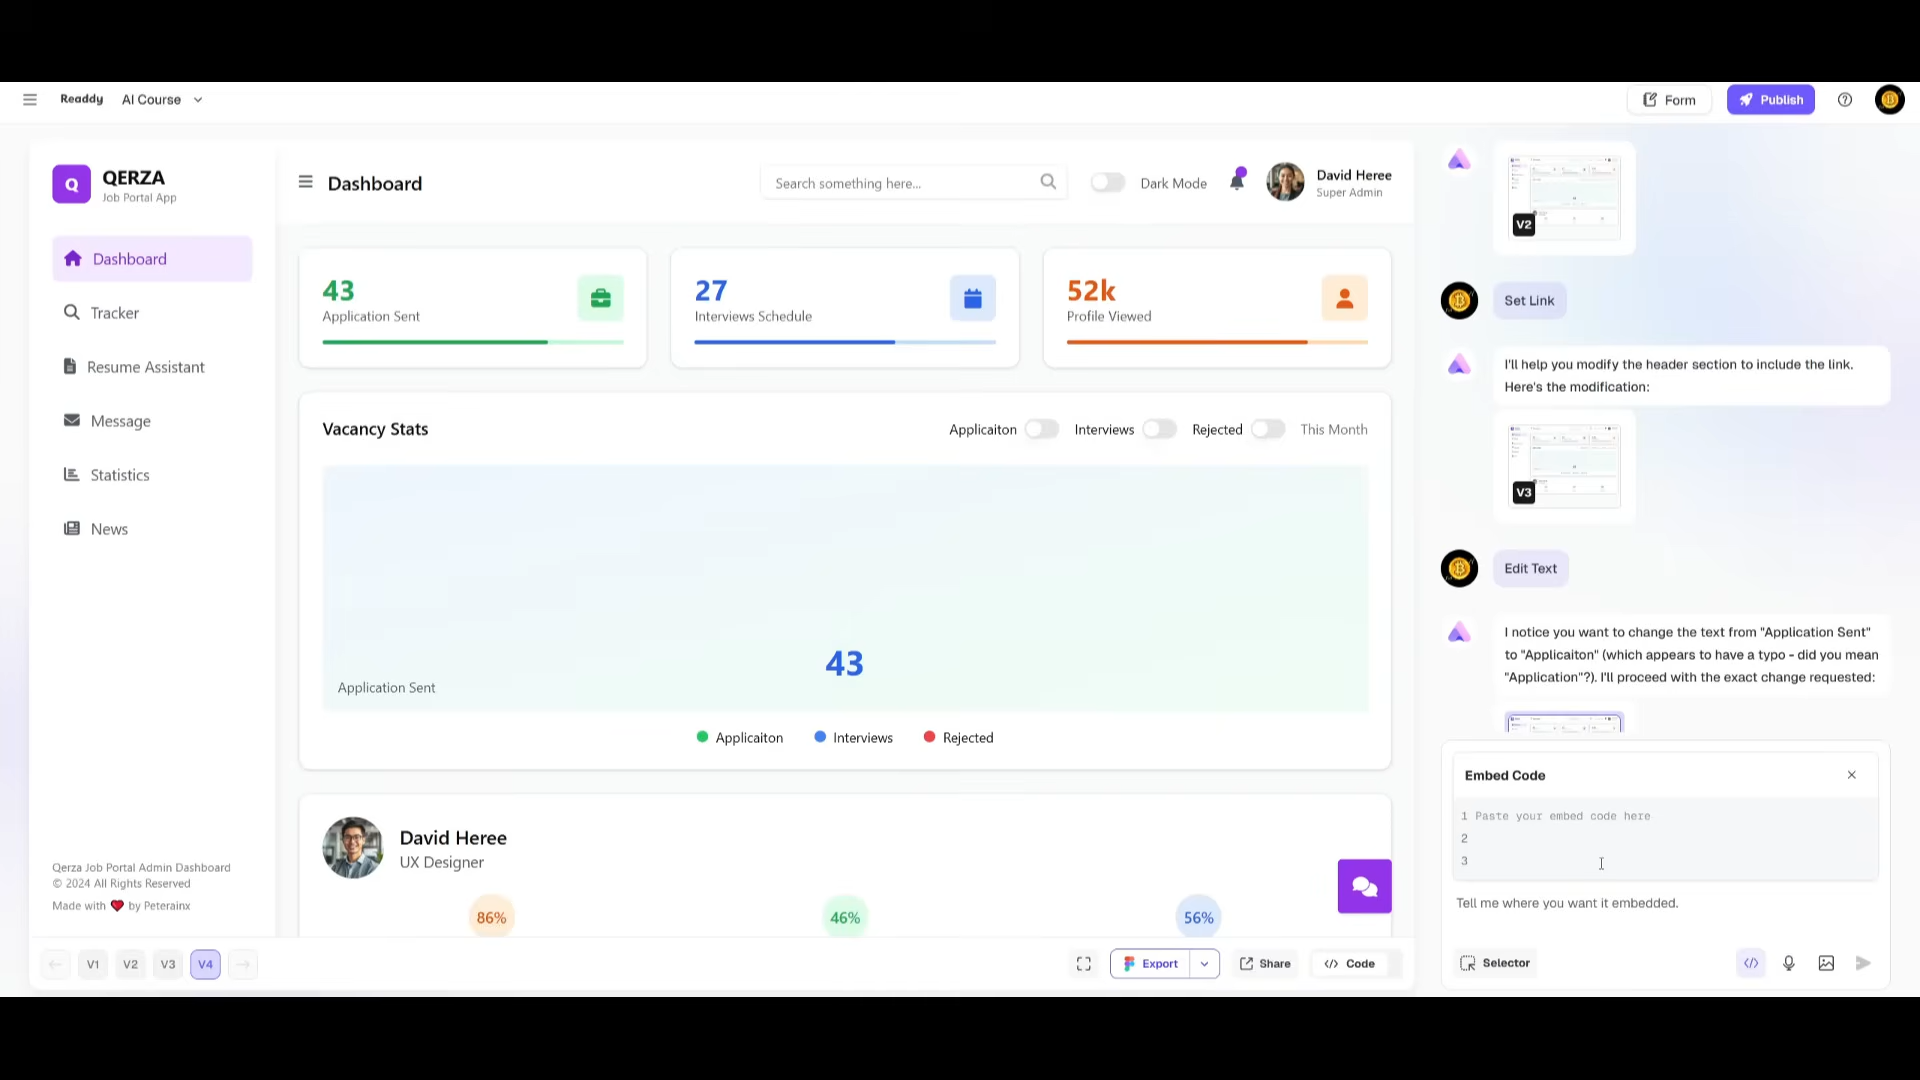 Readdy
AI Course
Form
Publish
Q
QERZA
Job Portal App
Dashboard
Tracker
Resume Assistant
Message
Statistics
News
Qerza Job Portal Admin Dashboard
© 2024 All Rights Reserved
Made with ❤ by Peterainx
Dashboard
Search something here...
Dark Mode
David Heree
Super Admin
43
Application Sent
27
Interviews Schedule
52k
Profile Viewed
Vacancy Stats
Applicaiton
Interviews
Rejected
This Month
43
Application Sent
Applicaiton
Interviews
Rejected
David Heree
UX Designer
86%
46%
56%
V1
V2
V3
V4
Export
Share
Code
V2
Set Link
I'll help you modify the header section to include the link.
Here's the modification:
V3
Edit Text
I notice you want to change the text from "Application Sent"
to "Applicaiton" (which appears to have a typo - did you mean
"Application"?). I'll proceed with the exact change requested:
Embed Code
1 Paste your embed code here
2
3
Tell me where you want it embedded.
Selector